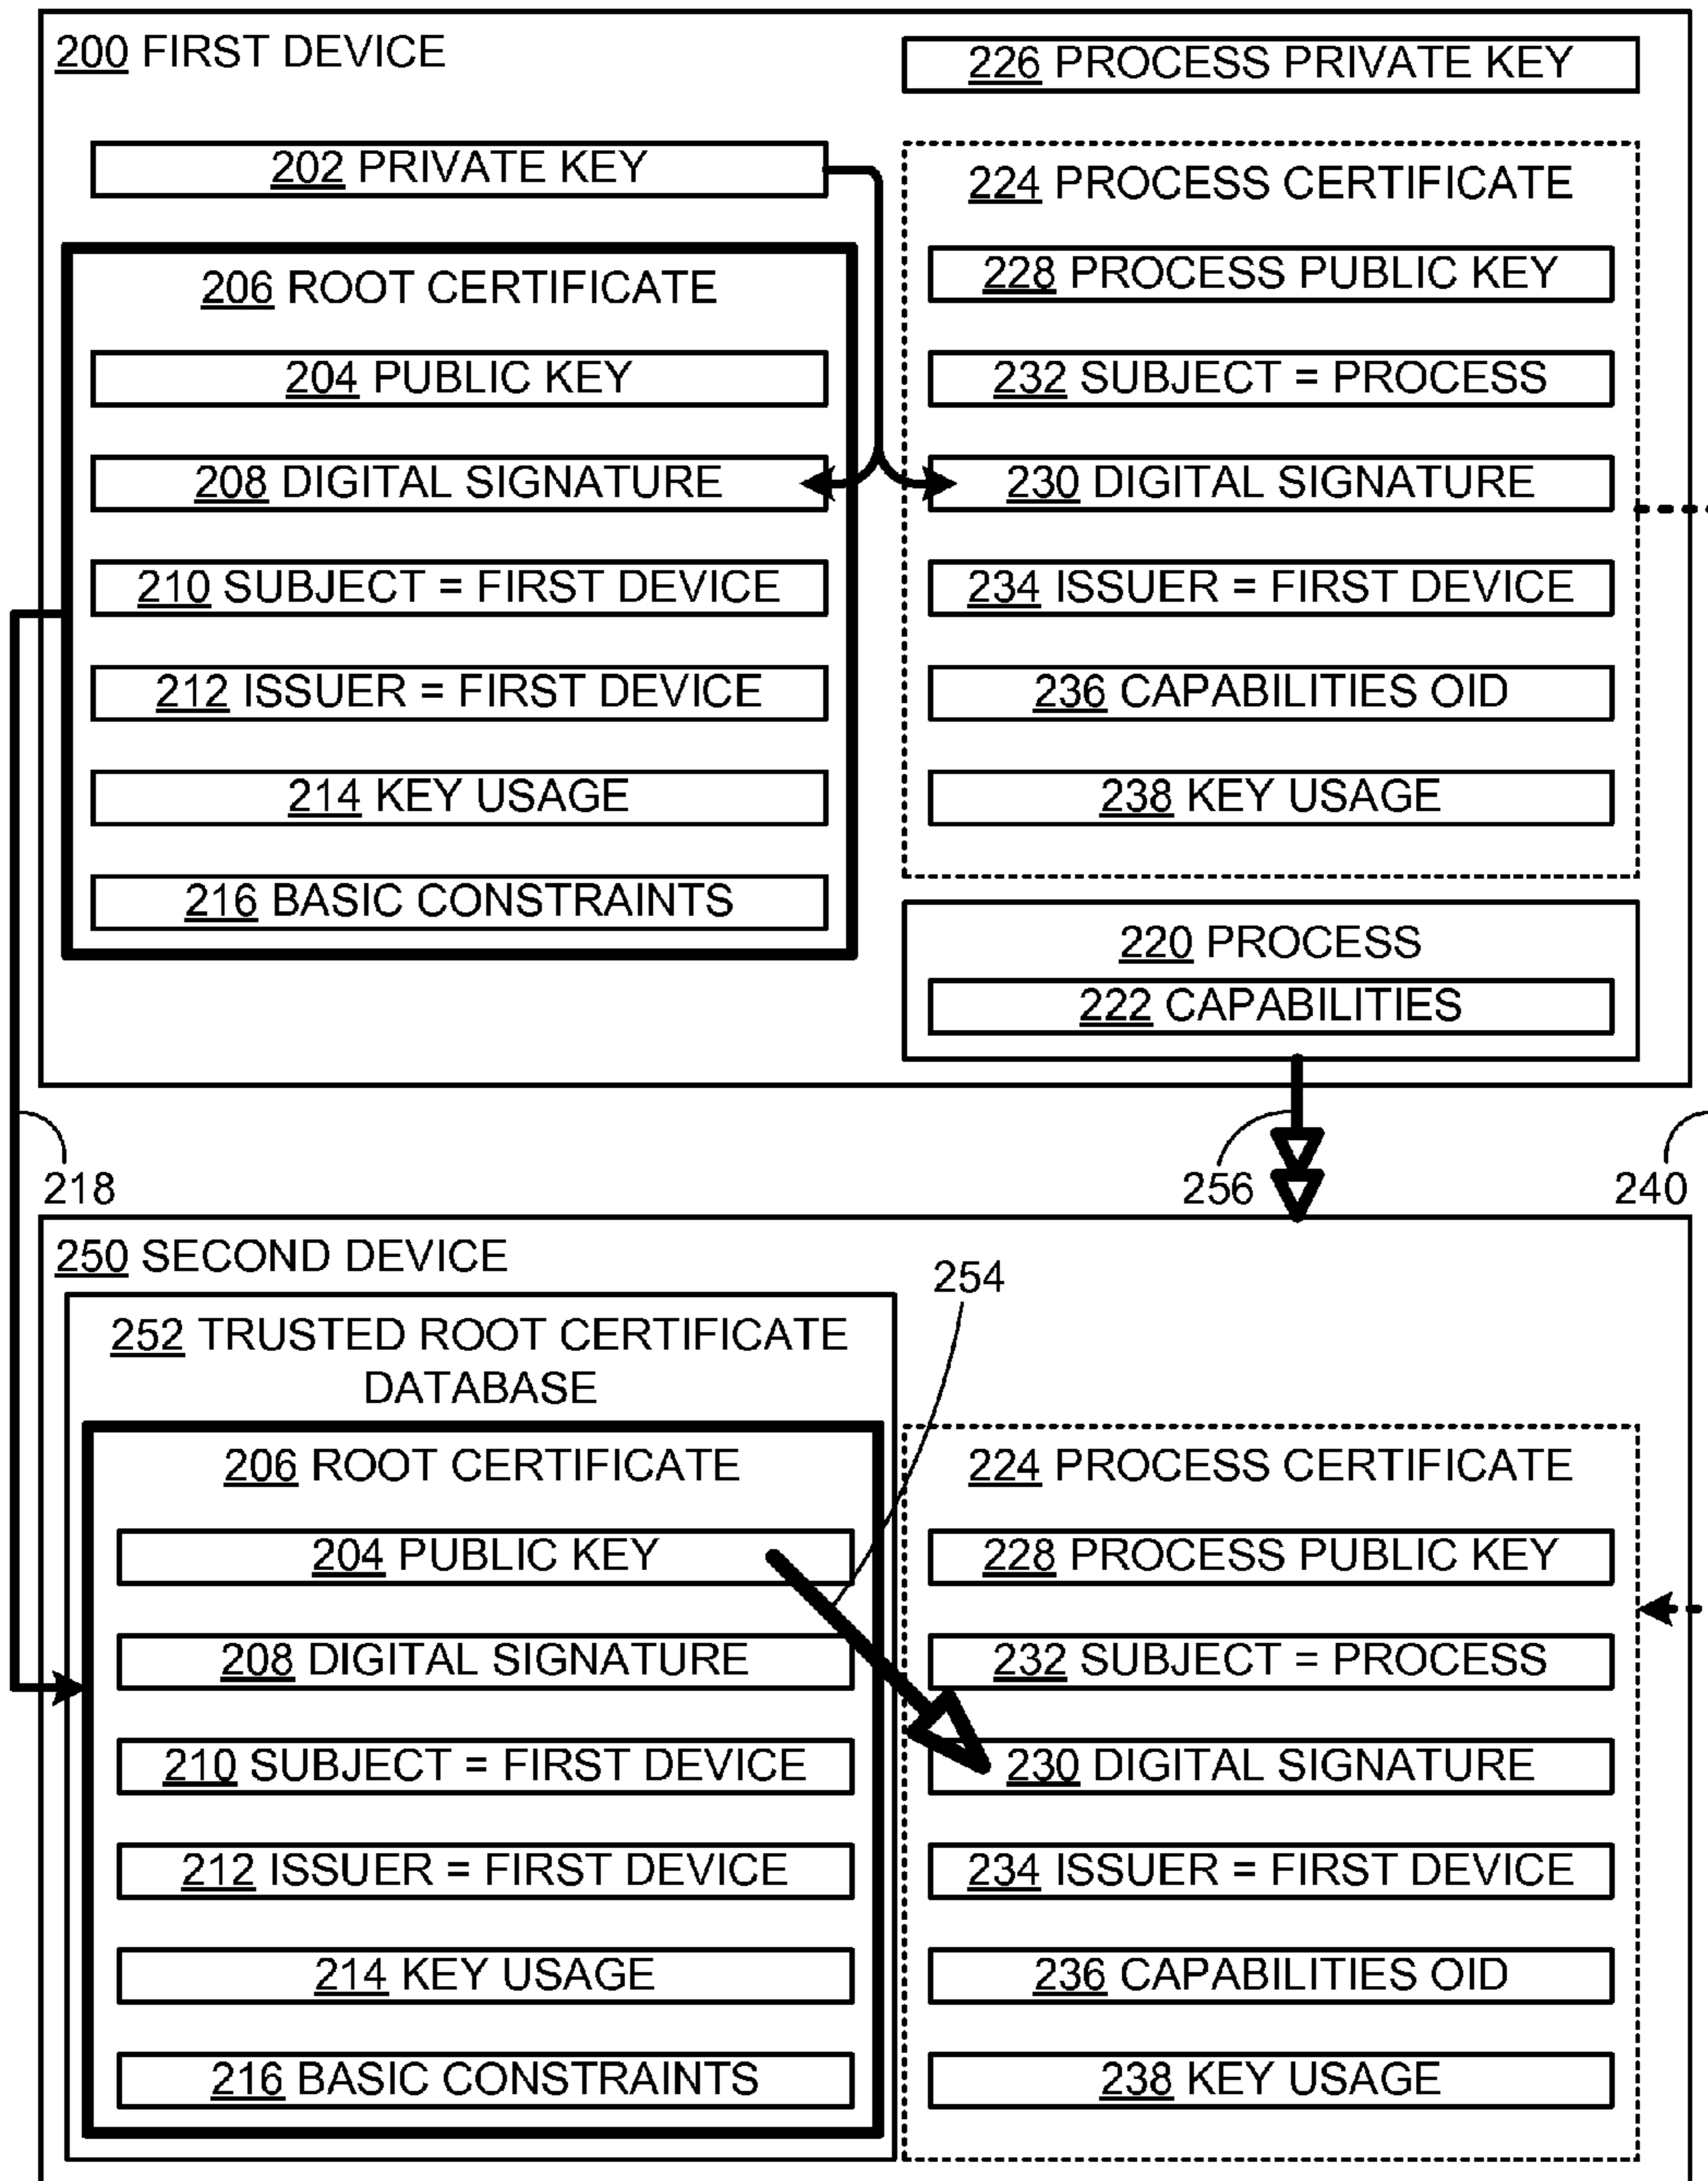 200 FIRST DEVICE
202 PRIVATE KEY
206 ROOT CERTIFICATE
204 PUBLIC KEY
208 DIGITAL SIGNATURE
210 SUBJECT = FIRST DEVICE
212 ISSUER = FIRST DEVICE
214 KEY USAGE
216 BASIC CONSTRAINTS
226 PROCESS PRIVATE KEY
224 PROCESS CERTIFICATE
228 PROCESS PUBLIC KEY
232 SUBJECT = PROCESS
230 DIGITAL SIGNATURE
234 ISSUER = FIRST DEVICE
236 CAPABILITIES OID
238 KEY USAGE
220 PROCESS
222 CAPABILITIES
218
256
240
250 SECOND DEVICE
254
252 TRUSTED ROOT CERTIFICATE
DATABASE
206 ROOT CERTIFICATE
204 PUBLIC KEY
208 DIGITAL SIGNATURE
210 SUBJECT = FIRST DEVICE
212 ISSUER = FIRST DEVICE
214 KEY USAGE
216 BASIC CONSTRAINTS
224 PROCESS CERTIFICATE
228 PROCESS PUBLIC KEY
232 SUBJECT = PROCESS
230 DIGITAL SIGNATURE
234 ISSUER = FIRST DEVICE
236 CAPABILITIES OID
238 KEY USAGE